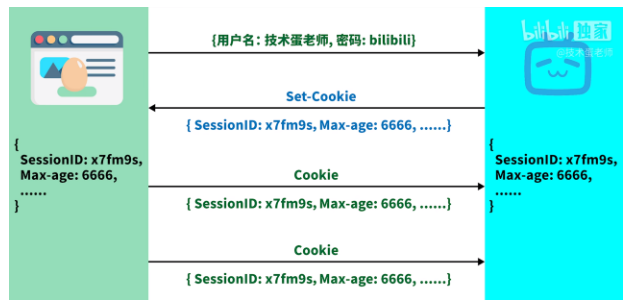 {用户名：技术蛋老师, 密码: bilibili}
bilibili 独家
@技术蛋老师
Set-Cookie
{ SessionID: x7fm9s, Max-age: 6666, ......}
{
SessionID: x7fm9s,
Max-age: 6666,
......
}
Cookie
{ SessionID: x7fm9s, Max-age: 6666, ......}
{
SessionID: x7fm9s,
Max-age: 6666,
......
}
Cookie
{ SessionID: x7fm9s, Max-age: 6666, ......}